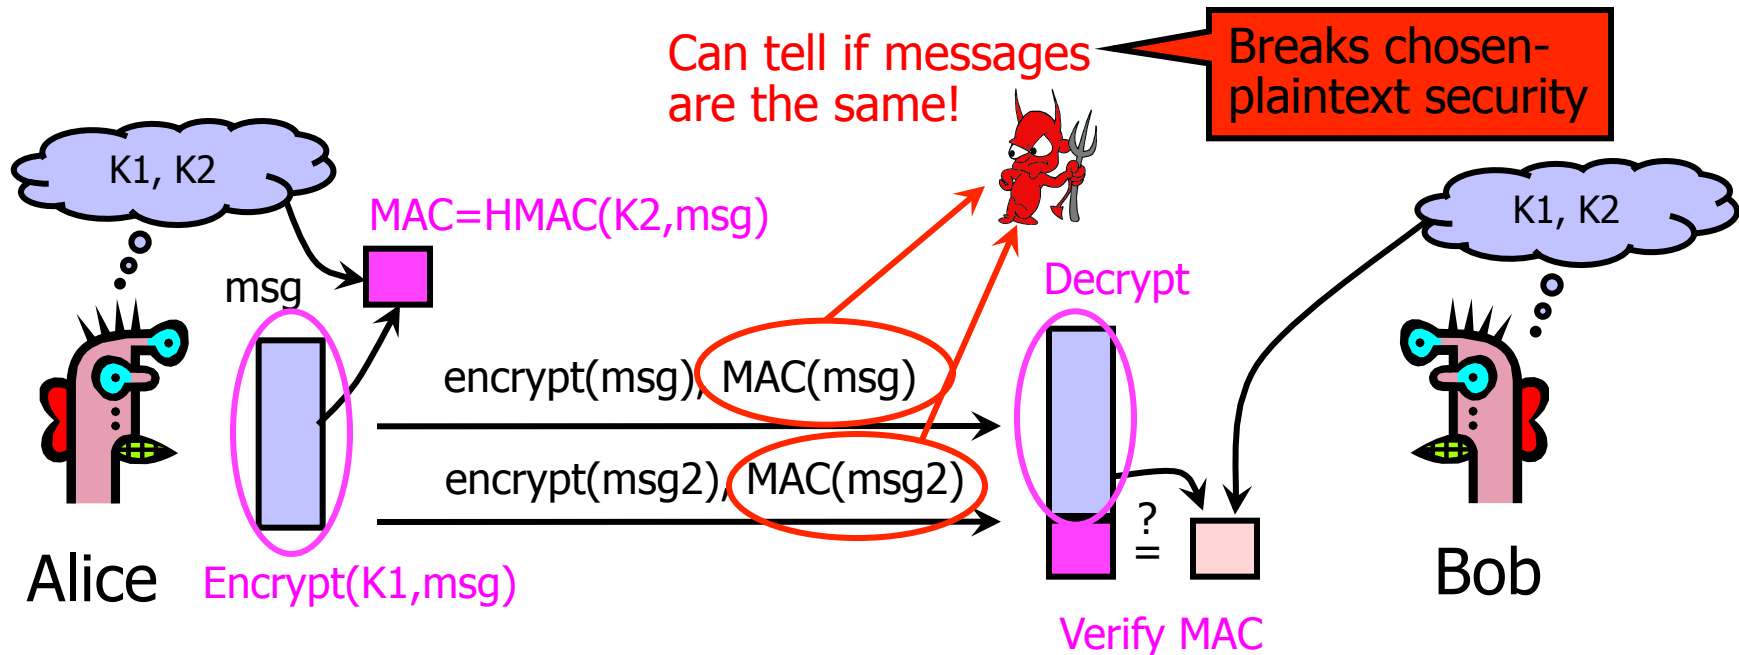 Can tell if messages
are the same!
Breaks chosen-
plaintext security
K1, K2
K1, K2
MAC=HMAC(K2,msg)
msg
Decrypt
encrypt(msg), MAC(msg)
encrypt(msg2), MAC(msg2)
?
=
Alice
Encrypt(K1,msg)
Bob
Verify MAC